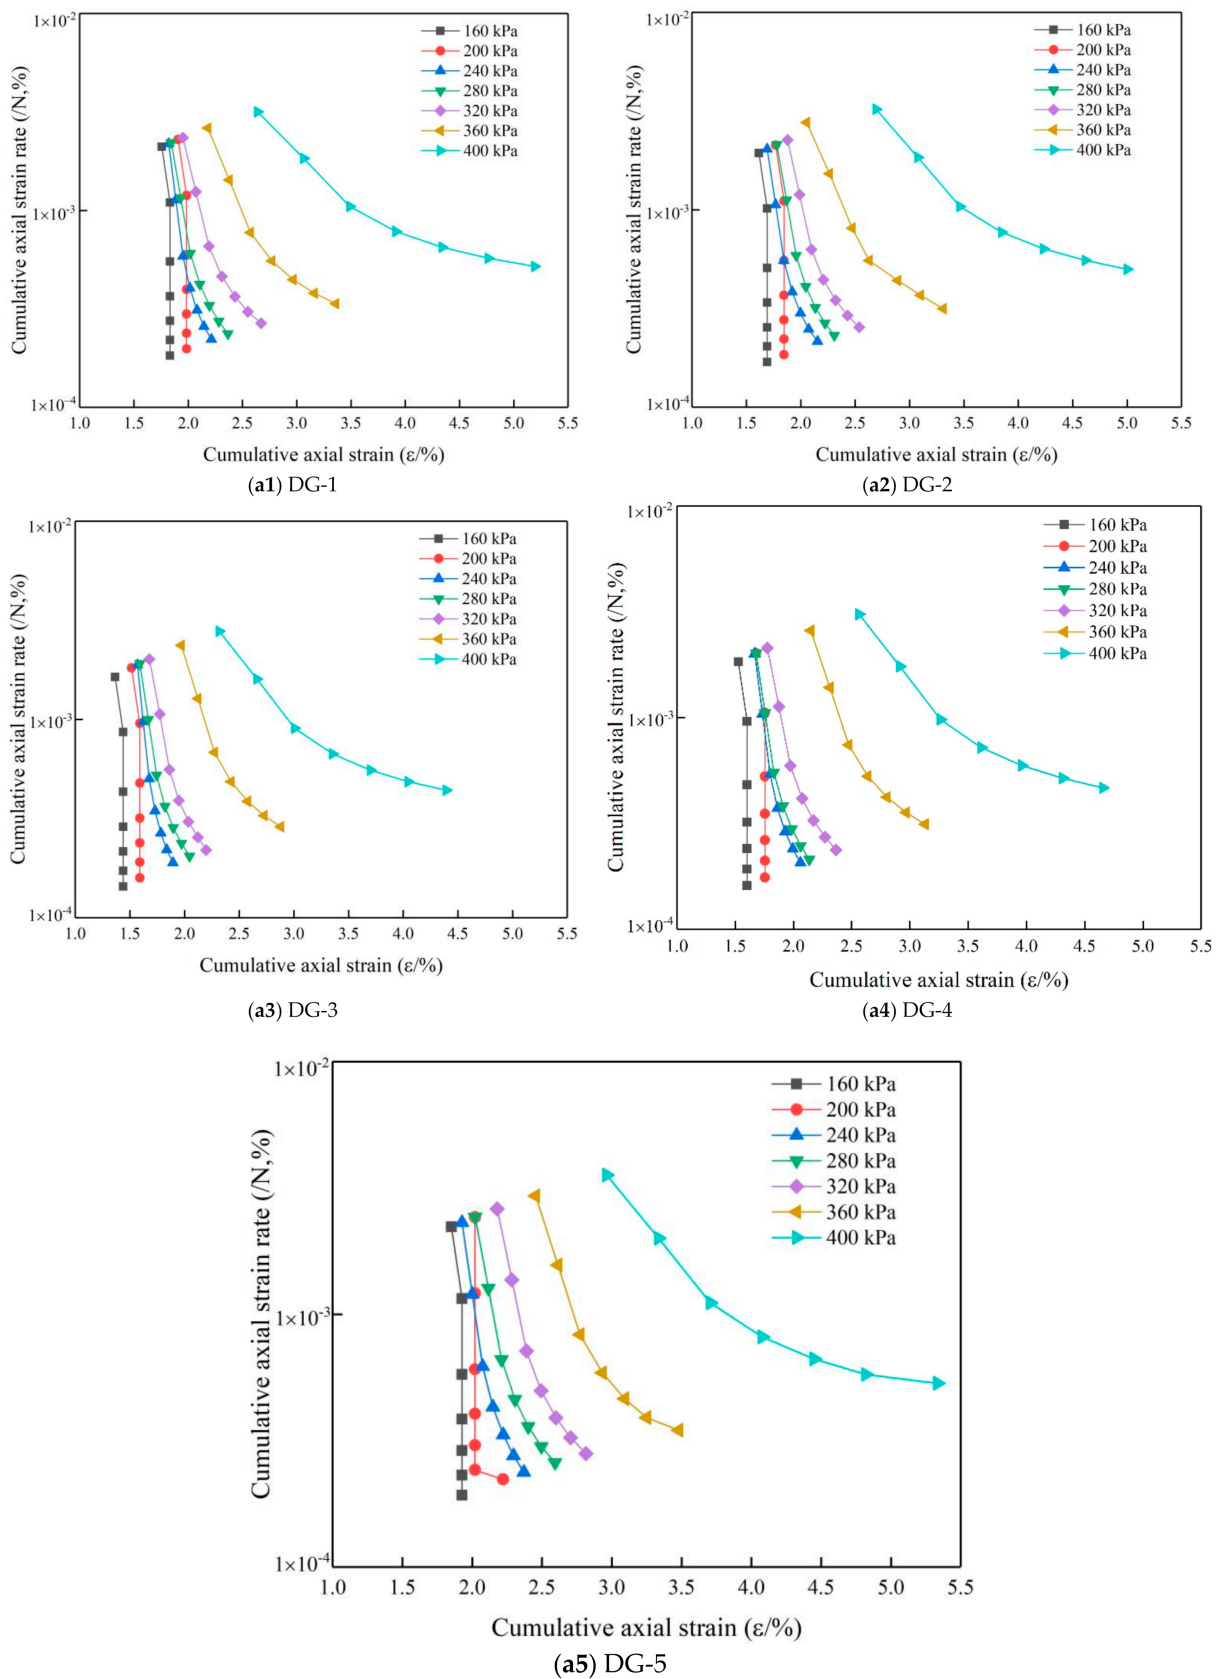 1×10⁻²
1×10⁻³
1×10⁻⁴
Cumulative axial strain rate (/N,%)
160 kPa
200 kPa
240 kPa
280 kPa
320 kPa
360 kPa
400 kPa
1.0 1.5 2.0 2.5 3.0 3.5 4.0 4.5 5.0 5.5
Cumulative axial strain (ε/%)
(a1) DG-1
1×10⁻²
1×10⁻³
1×10⁻⁴
Cumulative axial strain rate (/N,%)
160 kPa
200 kPa
240 kPa
280 kPa
320 kPa
360 kPa
400 kPa
1.0 1.5 2.0 2.5 3.0 3.5 4.0 4.5 5.0 5.5
Cumulative axial strain (ε/%)
(a2) DG-2
1×10⁻²
1×10⁻³
1×10⁻⁴
Cumulative axial strain rate (/N,%)
160 kPa
200 kPa
240 kPa
280 kPa
320 kPa
360 kPa
400 kPa
1.0 1.5 2.0 2.5 3.0 3.5 4.0 4.5 5.0 5.5
Cumulative axial strain (ε/%)
(a3) DG-3
1×10⁻²
1×10⁻³
1×10⁻⁴
Cumulative axial strain rate (/N,%)
160 kPa
200 kPa
240 kPa
280 kPa
320 kPa
360 kPa
400 kPa
1.0 1.5 2.0 2.5 3.0 3.5 4.0 4.5 5.0 5.5
Cumulative axial strain (ε/%)
(a4) DG-4
1×10⁻²
1×10⁻³
1×10⁻⁴
Cumulative axial strain rate (/N,%)
160 kPa
200 kPa
240 kPa
280 kPa
320 kPa
360 kPa
400 kPa
1.0 1.5 2.0 2.5 3.0 3.5 4.0 4.5 5.0 5.5
Cumulative axial strain (ε/%)
(a5) DG-5